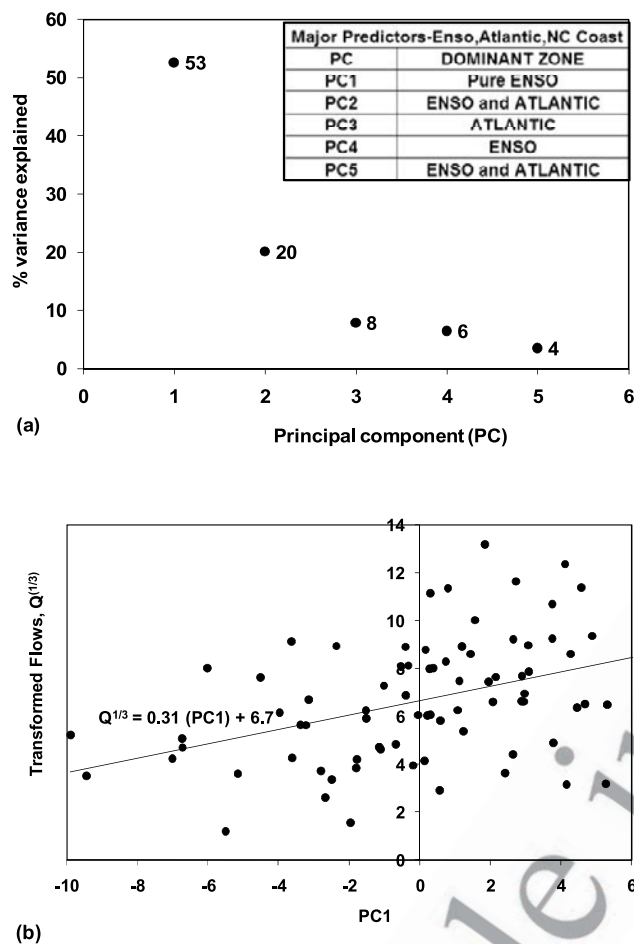 60
50
40
30
20
10
0
% variance explained
53
20
8
6
4
Major Predictors-Enso,Atlantic,NC Coast
PC DOMINANT ZONE
PC1 Pure ENSO
PC2 ENSO and ATLANTIC
PC3 ATLANTIC
PC4 ENSO
PC5 ENSO and ATLANTIC
0 1 2 3 4 5 6
Principal component (PC)
(a)
14
12
10
8
6
4
2
0
Transformed Flows, Q^(1/3)
Q^1/3 = 0.31 (PC1) + 6.7
-10 -8 -6 -4 -2 0 2 4 6
PC1
(b)